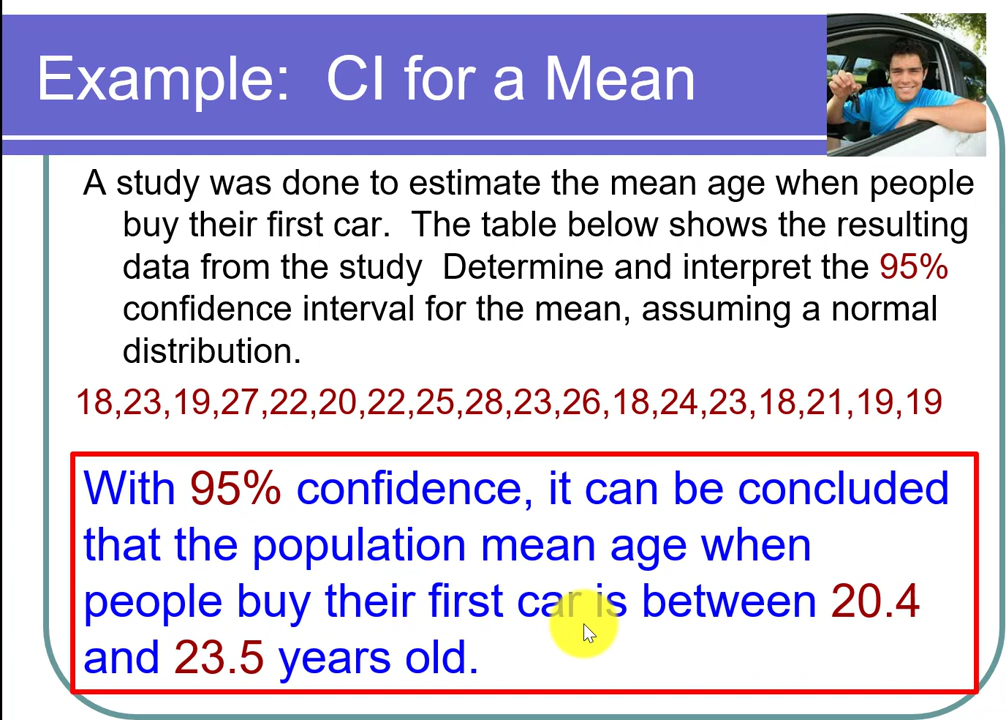 Example: CI for a Mean
A study was done to estimate the mean age when people
buy their first car. The table below shows the resulting
data from the study Determine and interpret the 95%
confidence interval for the mean, assuming a normal
distribution.
18,23,19,27,22,20,22,25,28,23,26,18,24,23,18,21,19,19
With 95% confidence, it can be concluded
that the population mean age when
people buy their first car is between 20.4
and 23.5 years old.